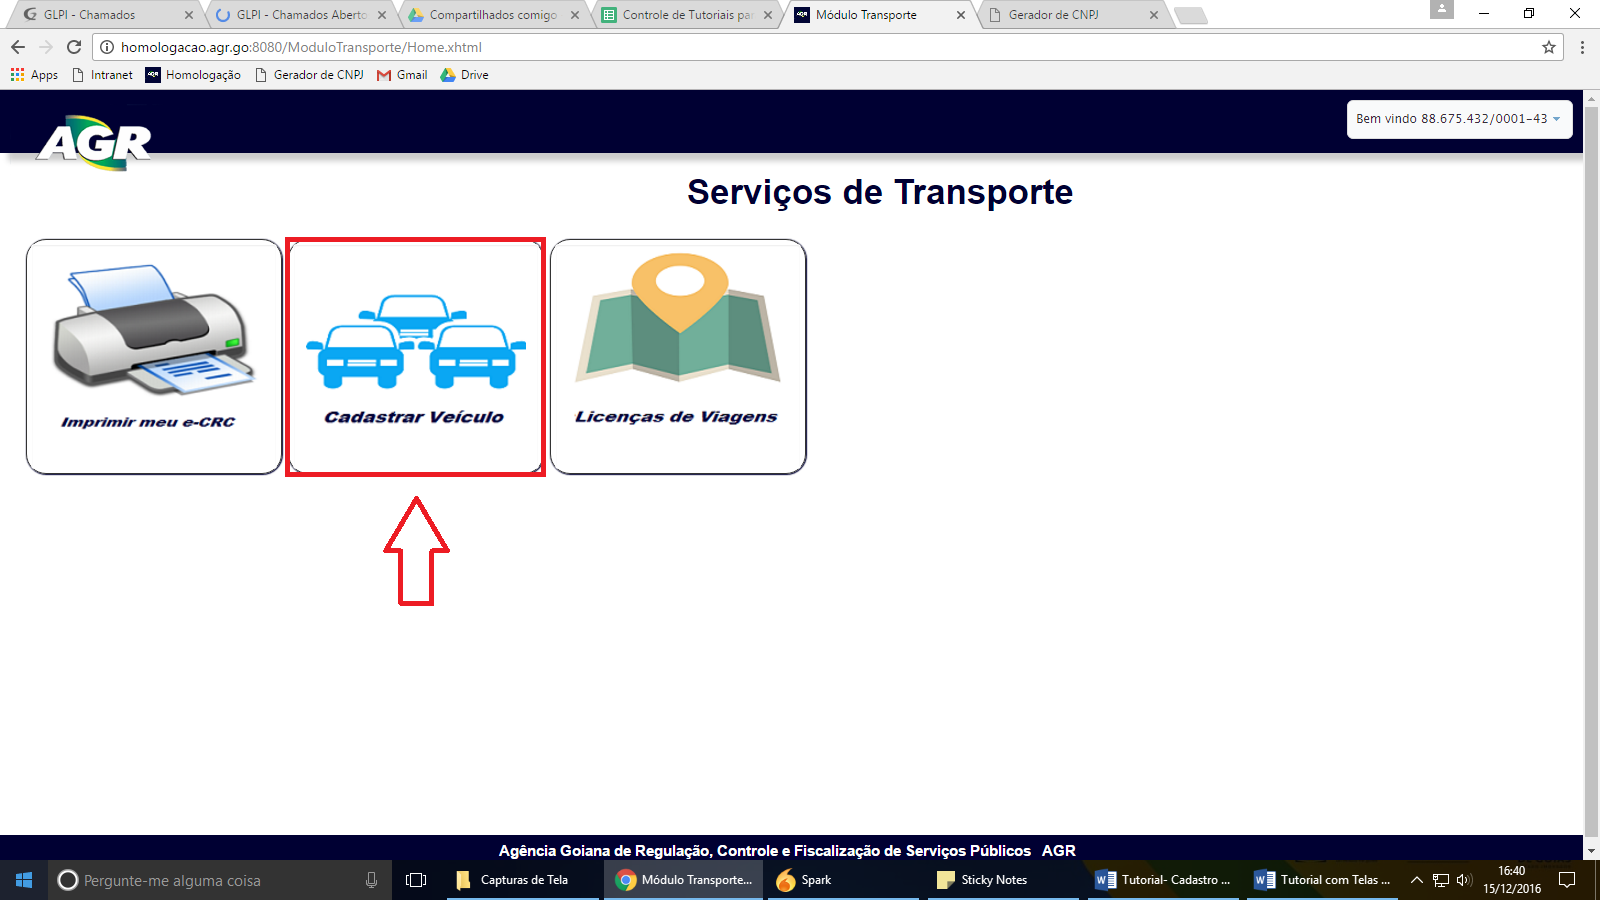 GLPI - Chamados
GLPI - Chamados Aberto
Compartilhados comigo
Controle de Tutoriais par
Módulo Transporte
Gerador de CNPJ
homologacao.agr.go:8080/ModuloTransporte/Home.xhtml
Apps
Intranet
Homologação
Gerador de CNPJ
Gmail
Drive
AGR
Bem vindo 88.675.432/0001-43
Serviços de Transporte
Imprimir meu e-CRC
Cadastrar Veículo
Licenças de Viagens
Agência Goiana de Regulação, Controle e Fiscalização de Serviços Públicos AGR
Pergunte-me alguma coisa
Capturas de Tela
Módulo Transporte...
Spark
Sticky Notes
Tutorial- Cadastro ...
Tutorial com Telas ...
16:40
15/12/2016